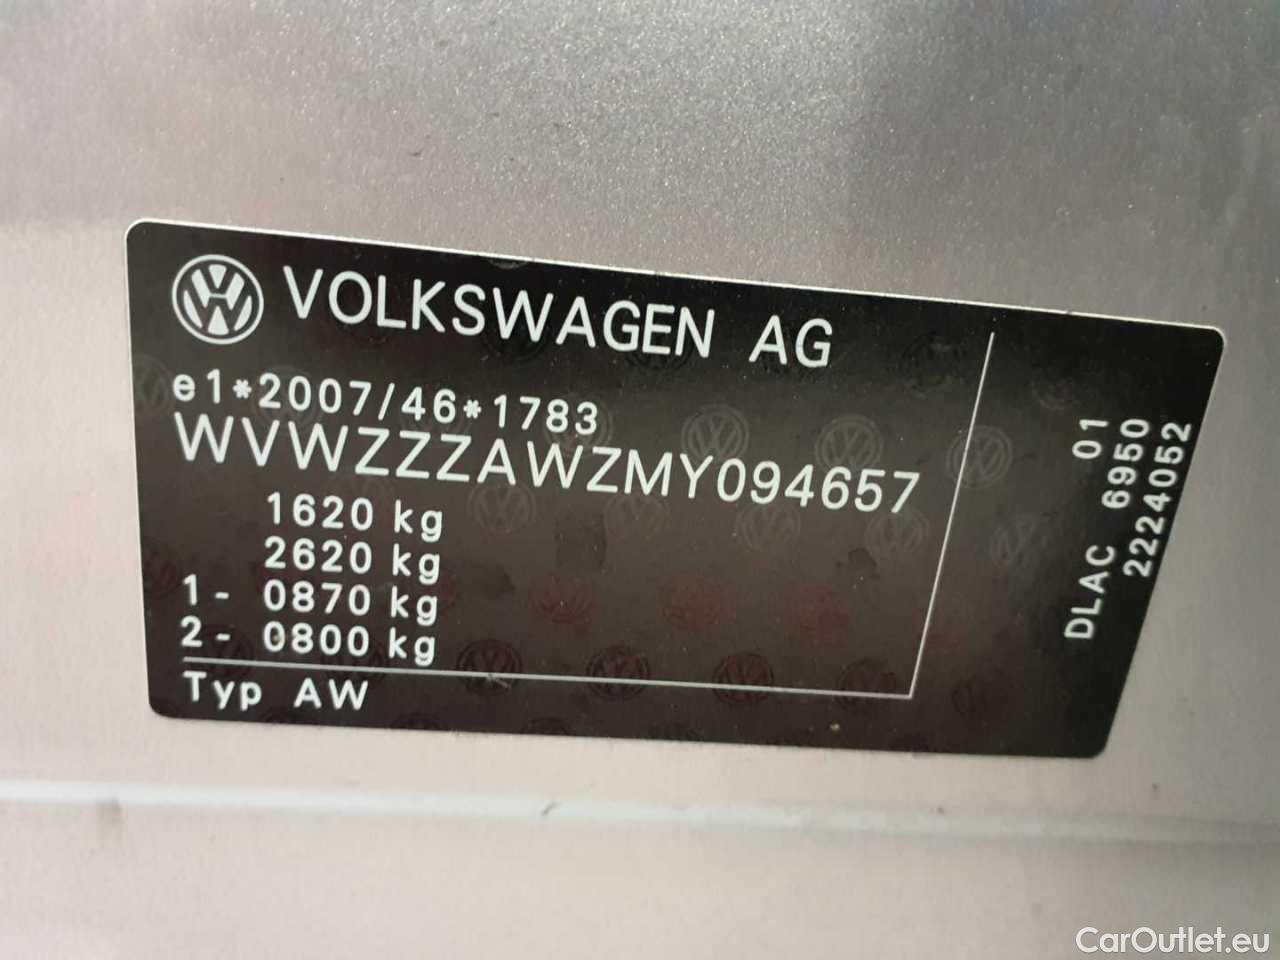 VOLKSWAGEN AG
e1*2007/46*1783
WVWZZZAWZMY094657
1620 kg
2620 kg
1- 0870 kg
2- 0800 kg
Typ AW
01
DLAC 6950
2224052
CarOutlet.eu